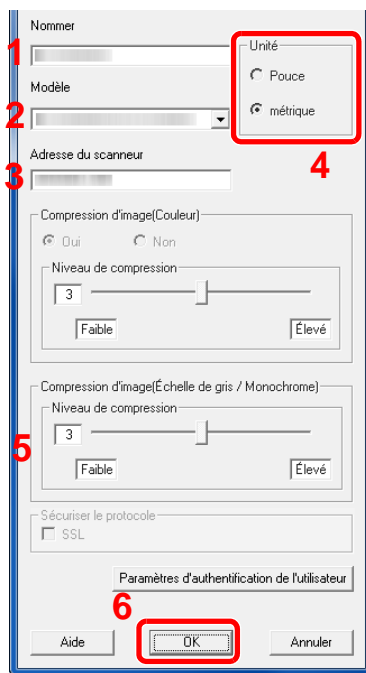 Nommer
1
Unité
Pouce
métrique
4
Modèle
2
Adresse du scanneur
3
Compression d'image(Couleur)
Oui Non
Niveau de compression
3
Faible Élevé
Compression d'image(Échelle de gris / Monochrome)
Niveau de compression
3
5
Faible Élevé
Sécuriser le protocole
SSL
Paramètres d'authentification de l'utilisateur
6
Aide OK Annuler